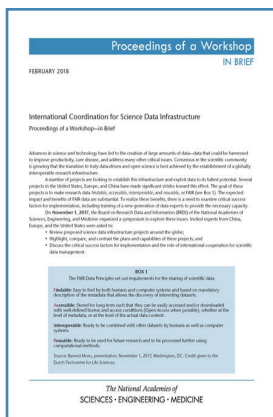 Proceedings of a Workshop
IN BRIEF
FEBRUARY 2018
International Coordination for Science Data Infrastructure
Proceedings of a Workshop—in Brief
Advances in science and technology have led to the creation of large amounts of data—data that could be harnessed
to improve productivity, cure disease, and address many other critical issues. Consensus in the scientific community
is growing that the transition to truly data-driven and open science is best achieved by the establishment of a globally
interoperable research infrastructure.
A number of projects are looking to establish this infrastructure and exploit data to its fullest potential. Several
projects in the United States, Europe, and China have made significant strides toward this effort. The goal of these
projects is to make research data findable, accessible, interoperable, and reusable, or FAIR (see Box 1). The expected
impact and benefits of FAIR data are substantial. To realize these benefits, there is a need to examine critical success
factors for implementation, including training of a new generation of data experts to provide the necessary capacity.
On November 1, 2017, the Board on Research Data and Information (BRDI) of the National Academies of
Sciences, Engineering, and Medicine organized a symposium to explore these issues. Invited experts from China,
Europe, and the United States were asked to:
• Review proposed science data infrastructure projects around the globe;
• Highlight, compare, and contrast the plans and capabilities of these projects; and
• Discuss the critical success factors for implementation and the role of international cooperation for scientific
data management.
BOX 1
The FAIR Data Principles set out requirements for the sharing of scientific data
Findable: Easy to find by both humans and computer systems and based on mandatory
description of the metadata that allows the discovery of interesting datasets.
Accessible: Stored for long term such that they can be easily accessed and/or downloaded
with well-defined license and access conditions (Open Access when possible), whether at the
level of metadata, or at the level of the actual data content.
Interoperable: Ready to be combined with other datasets by humans as well as computer
systems.
Reusable: Ready to be used for future research and to be processed further using
computational methods.
Source: Barend Mons, presentation, November 1, 2017, Washington, DC. Credit given to the
Dutch Techcentre for Life Sciences.
The National Academies of
SCIENCES • ENGINEERING • MEDICINE